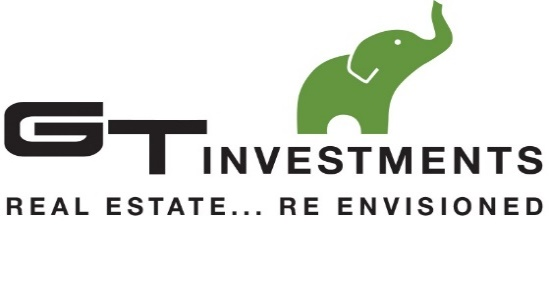 GT INVESTMENTS
REAL ESTATE... RE ENVISIONED